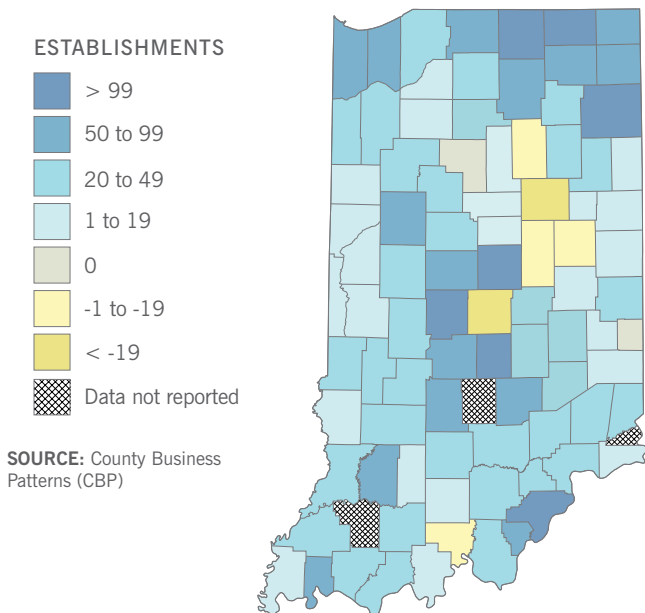 ESTABLISHMENTS
> 99
50 to 99
20 to 49
1 to 19
0
-1 to -19
< -19
Data not reported
SOURCE: County Business
Patterns (CBP)